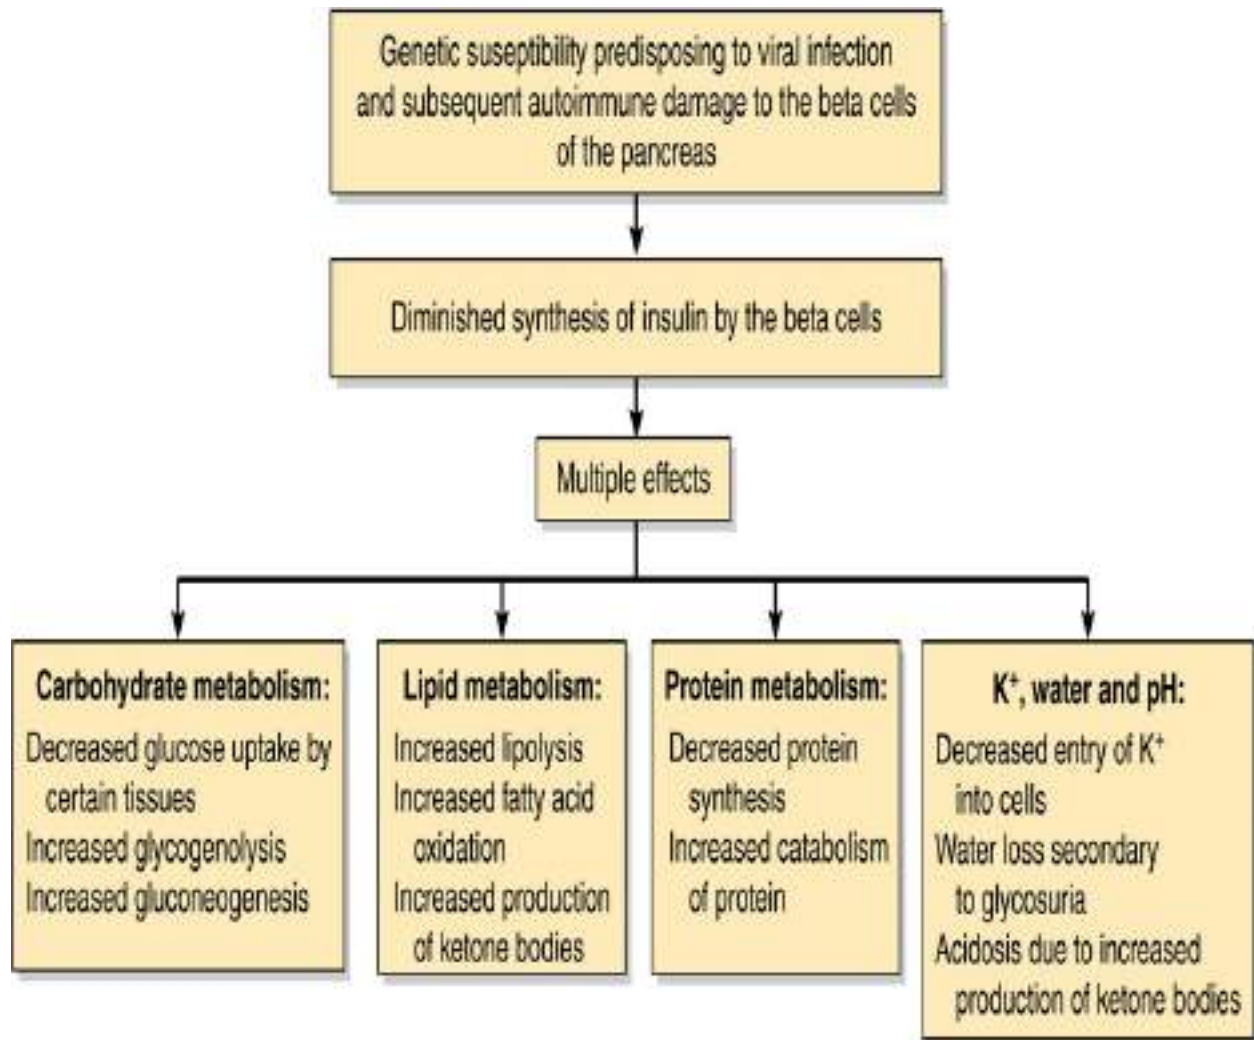 Genetic suseptibility predisposing to viral infection
and subsequent autoimmune damage to the beta cells
of the pancreas
Diminished synthesis of insulin by the beta cells
Multiple effects
Carbohydrate metabolism:
Decreased glucose uptake by
certain tissues
Increased glycogenolysis
Increased gluconeogenesis
Lipid metabolism:
Increased lipolysis
Increased fatty acid
oxidation
Increased production
of ketone bodies
Protein metabolism:
Decreased protein
synthesis
Increased catabolism
of protein
K⁺, water and pH:
Decreased entry of K⁺
into cells
Water loss secondary
to glycosuria
Acidosis due to increased
production of ketone bodies